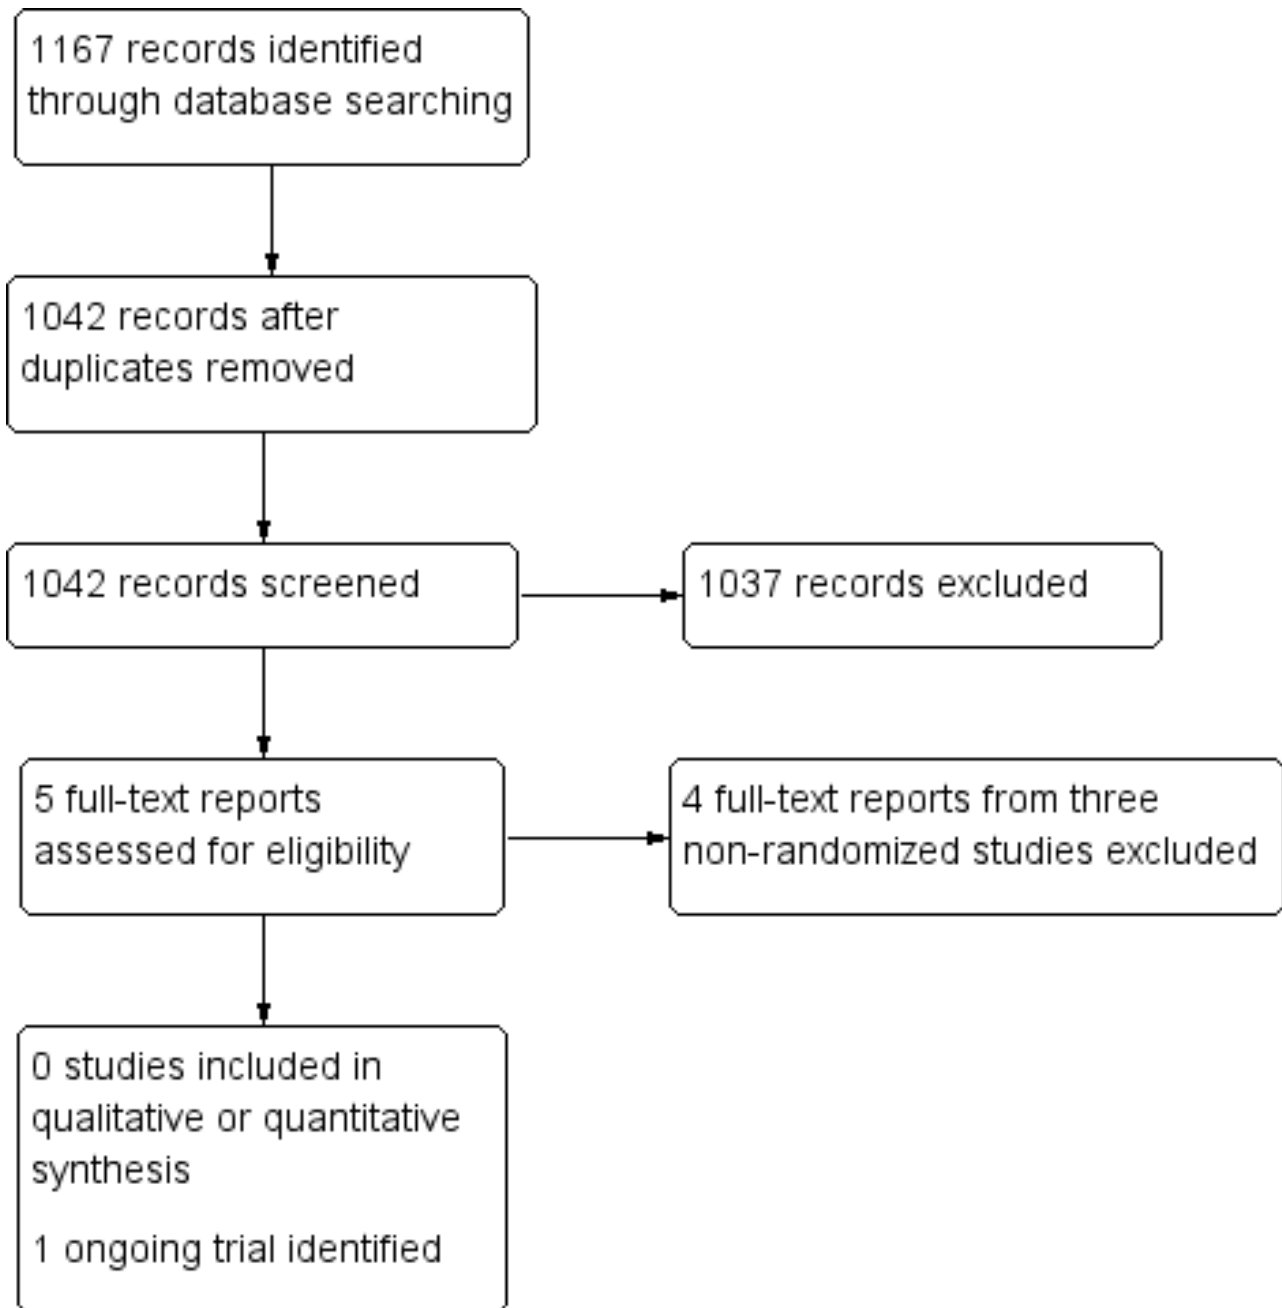 1167 records identified
through database searching
1042 records after
duplicates removed
1042 records screened
1037 records excluded
5 full-text reports
assessed for eligibility
4 full-text reports from three
non-randomized studies excluded
0 studies included in
qualitative or quantitative
synthesis
1 ongoing trial identified